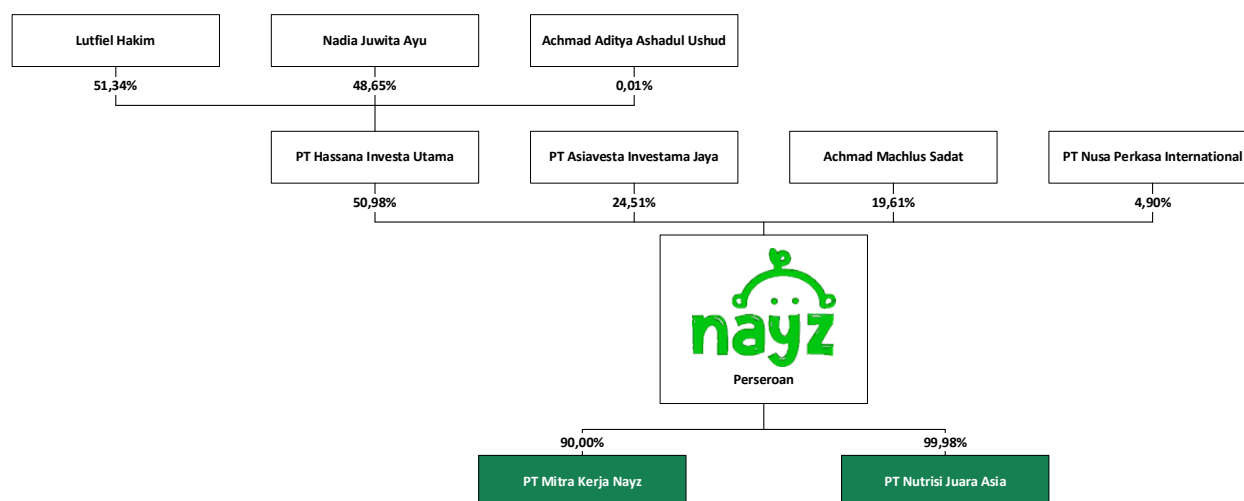 Lutfiel Hakim
Nadia Juwita Ayu
Achmad Aditya Ashadul Ushud
51,34%
48,65%
0,01%
PT Hassana Investa Utama
PT Asiavesta Investama Jaya
Achmad Machlus Sadat
PT Nusa Perkasa International
50,98%
24,51%
19,61%
4,90%
nayz
Perseroan
90,00%
99,98%
PT Mitra Kerja Nayz
PT Nutrisi Juara Asia